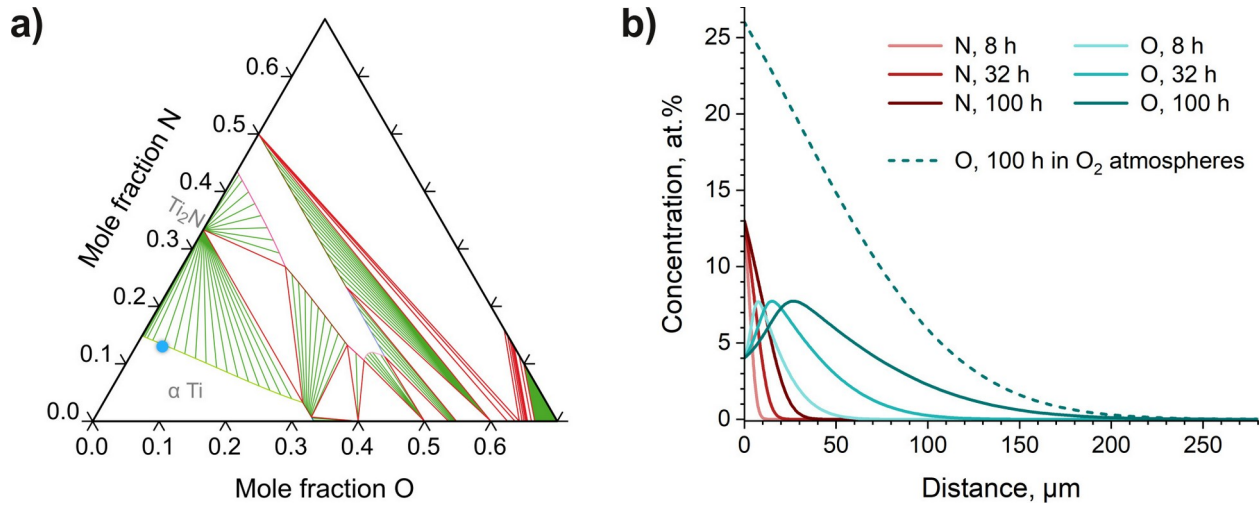 a)
0.6
0.5
0.4
0.3
0.2
0.1
0.0
Mole fraction N
Ti2N
α Ti
0.0 0.1 0.2 0.3 0.4 0.5 0.6
Mole fraction O
b)
25
20
15
10
5
0
Concentration, at.%
N, 8 h O, 8 h
N, 32 h O, 32 h
N, 100 h O, 100 h
O, 100 h in O2 atmospheres
0 50 100 150 200 250
Distance, µm